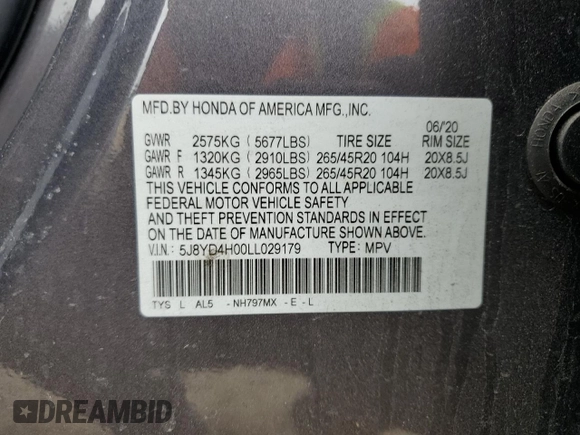 MFD.BY HONDA OF AMERICA MFG.,INC.
06/'20
GVWR 2575KG ( 5677LBS) TIRE SIZE RIM SIZE
GAWR F 1320KG ( 2910LBS) 265/45R20 104H 20X8.5J
GAWR R 1345KG ( 2965LBS) 265/45R20 104H 20X8.5J
THIS VEHICLE CONFORMS TO ALL APPLICABLE
FEDERAL MOTOR VEHICLE SAFETY
AND THEFT PREVENTION STANDARDS IN EFFECT
ON THE DATE OF MANUFACTURE SHOWN ABOVE.
V.I.N.: 5J8YD4H00LL029179 TYPE: MPV
TYS L AL5 -NH797MX -E-L
HONDA
DREAMBID